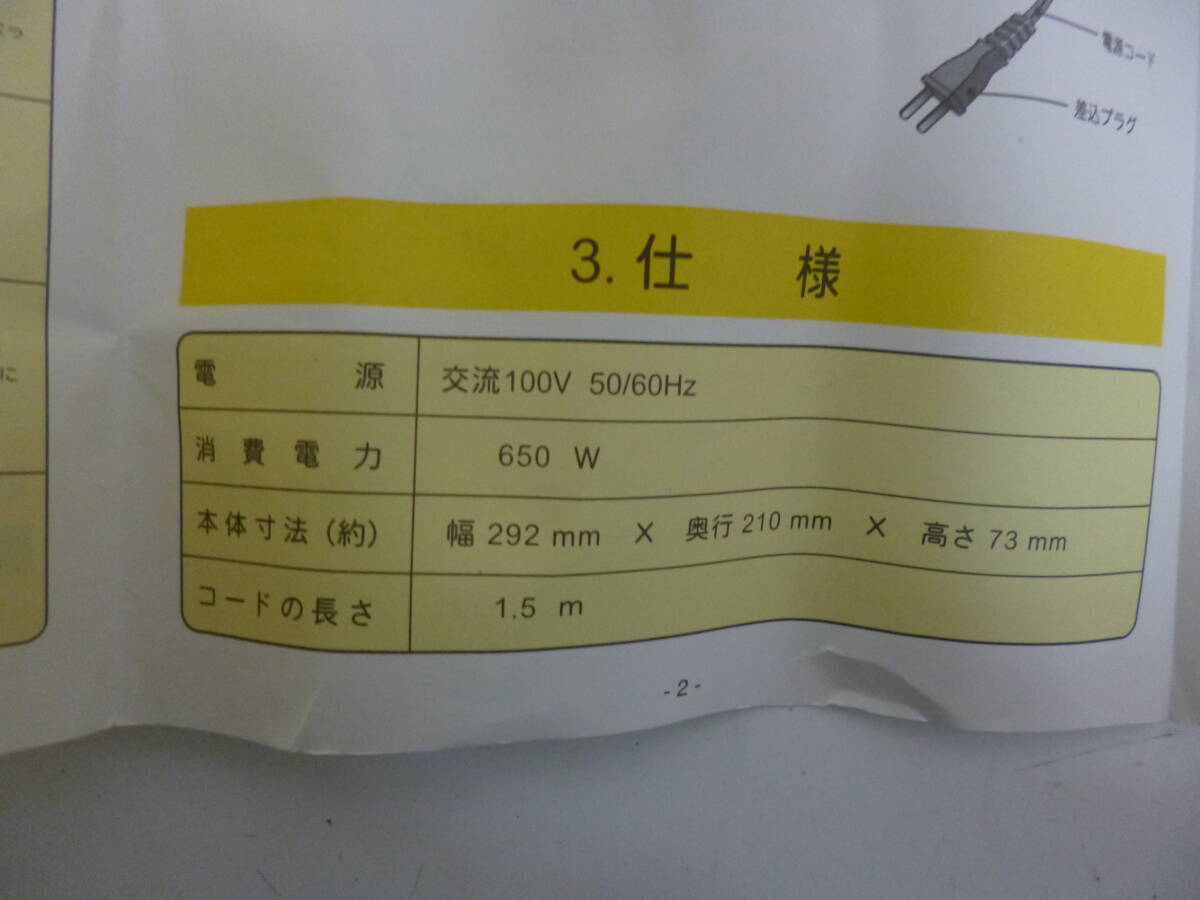 電源コード
差込プラグ
3. 仕 様
電 源 交流100V 50/60Hz
消 費 電 力 650 W
本体寸法(約) 幅 292 mm X 奥行 210 mm X 高さ 73 mm
コードの長さ 1.5 m
- 2 -
に